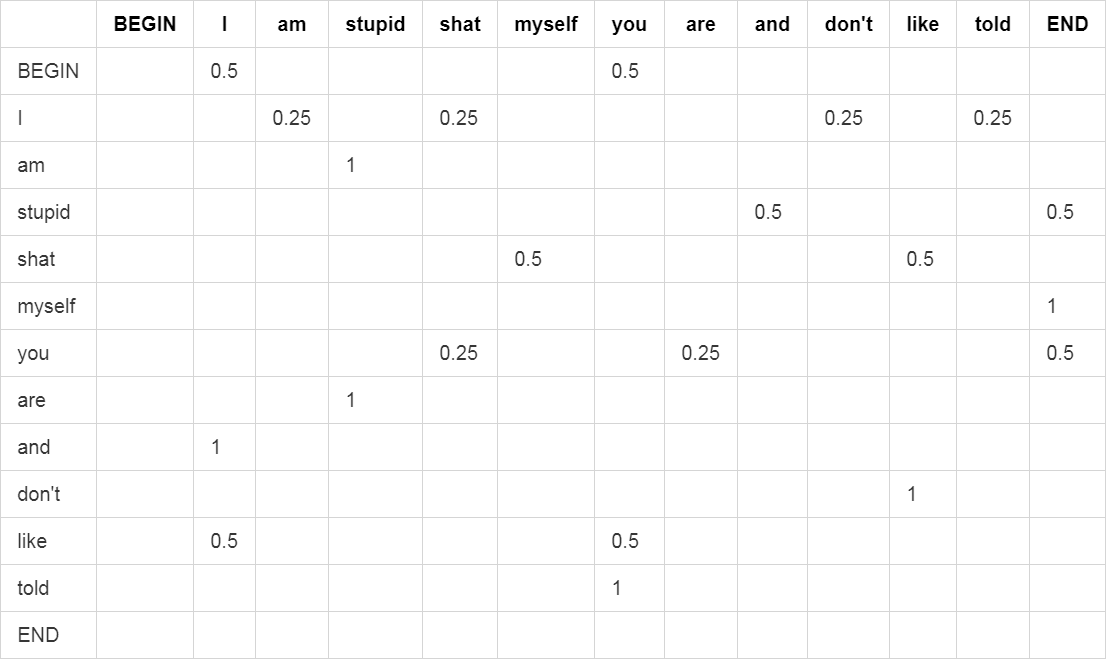 BEGIN I am stupid shat myself you are and don't like told END
BEGIN 0.5 0.5
I 0.25 0.25 0.25 0.25
am 1
stupid 0.5 0.5
shat 0.5 0.5
myself 1
you 0.25 0.25 0.5
are 1
and 1
don't 1
like 0.5 0.5
told 1
END